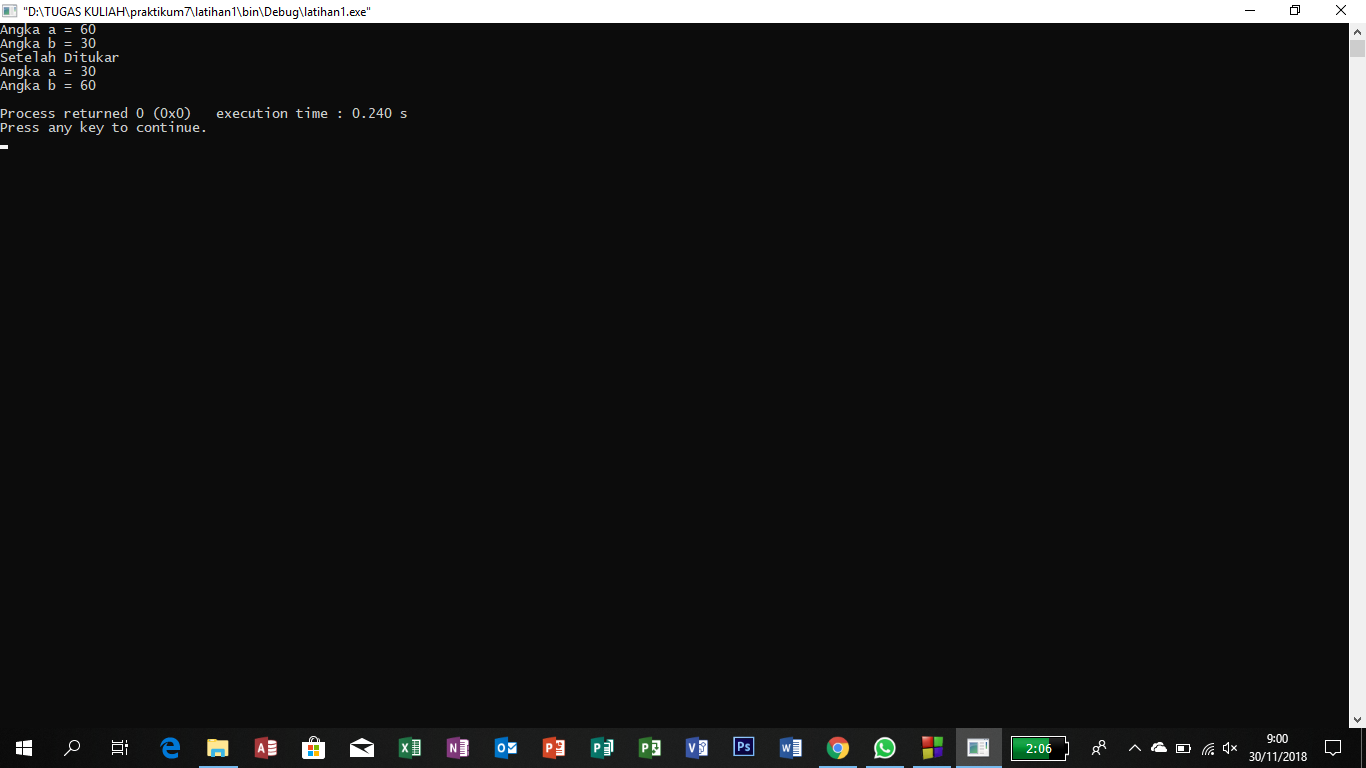 "D:\TUGAS KULIAH\praktikum7\latihan1\bin\Debug\latihan1.exe"
Angka a = 60
Angka b = 30
Setelah Ditukar
Angka a = 30
Angka b = 60
Process returned 0 (0x0)   execution time : 0.240 s
Press any key to continue.
2:06
9:00
30/11/2018